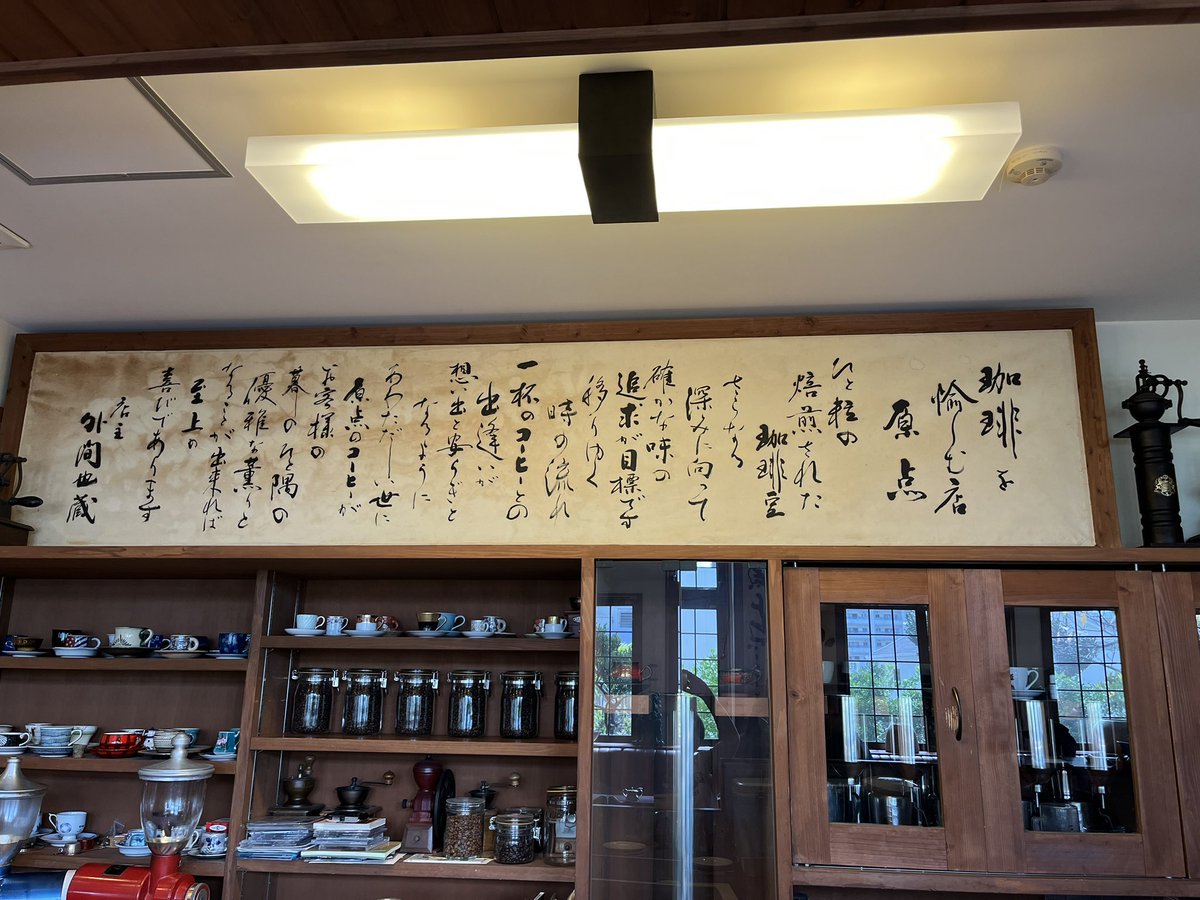 珈琲を
愉しむ店
原点
ひと粒の
焙煎された
珈琲豆
さらなる
深みに向って
確かな味の
追求が目標です
移りゆく
時の流れ
一杯のコーヒーとの
出逢いが
想い出と安らぎと
なるように
あわただしい世に
原点のコーヒーが
お客様の
暮しのひと隅の
優雅な薫りと
なることが出来れば
至上の
喜びであります
店主
外間也蔵